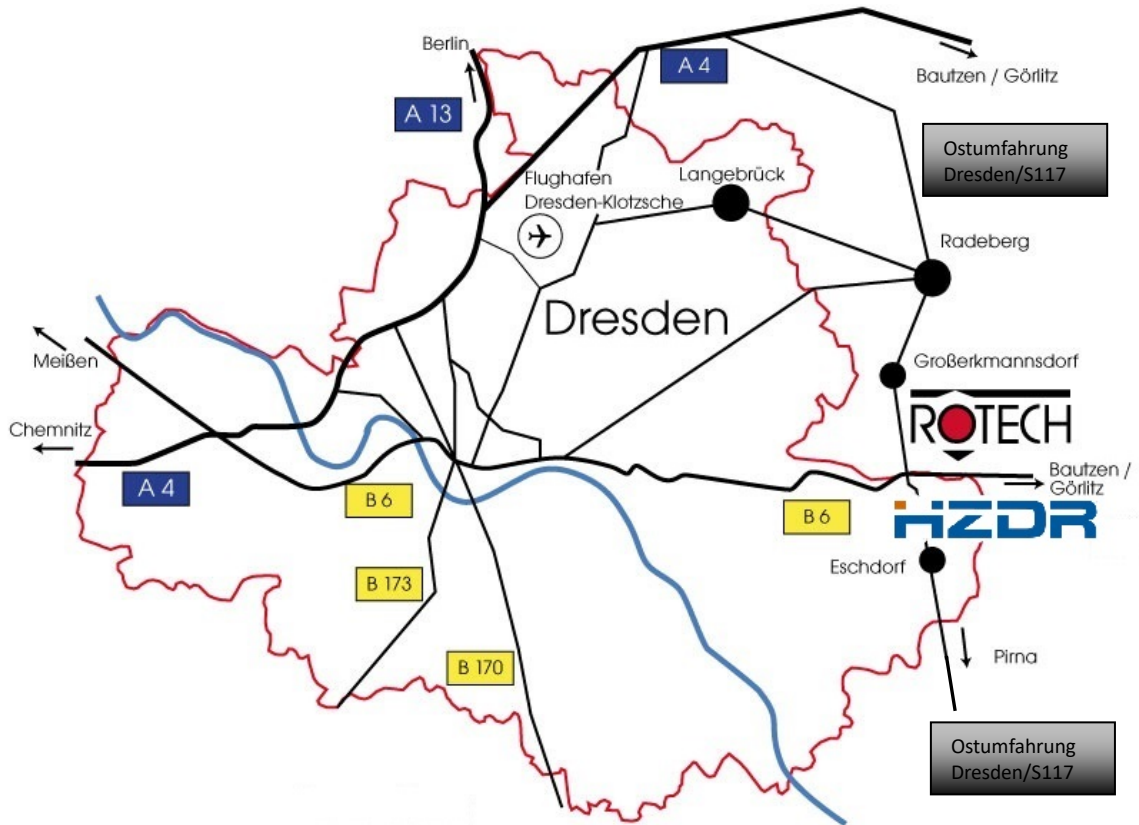 Berlin
A 4
Bautzen / Görlitz
A 13
Ostumfahrung
Dresden/S117
Flughafen
Dresden-Klotzsche
Langebrück
Radeberg
Dresden
Meißen
Großerkmannsdorf
ROTECH
Chemnitz
Bautzen /
Görlitz
A 4
B 6
B 6
HZDR
Eschdorf
B 173
Pirna
B 170
Ostumfahrung
Dresden/S117